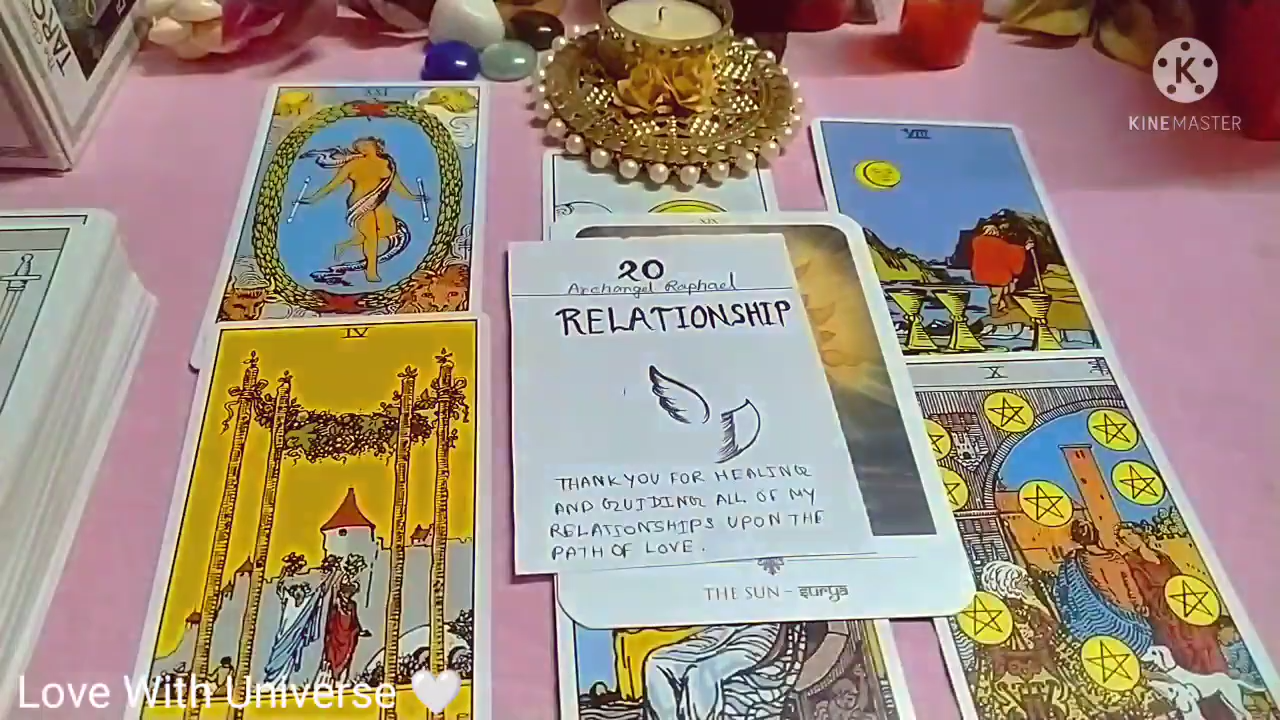 TAROT
XXI
K
KINEMASTER
VIII
XIX
20
Archangel Raphael
RELATIONSHIP
IV
X
THANK YOU FOR HEALING
AND GUIDING ALL OF MY
RELATIONSHIPS UPON THE
PATH OF LOVE.
THE SUN - सूर्य
Love With Universe 🤍